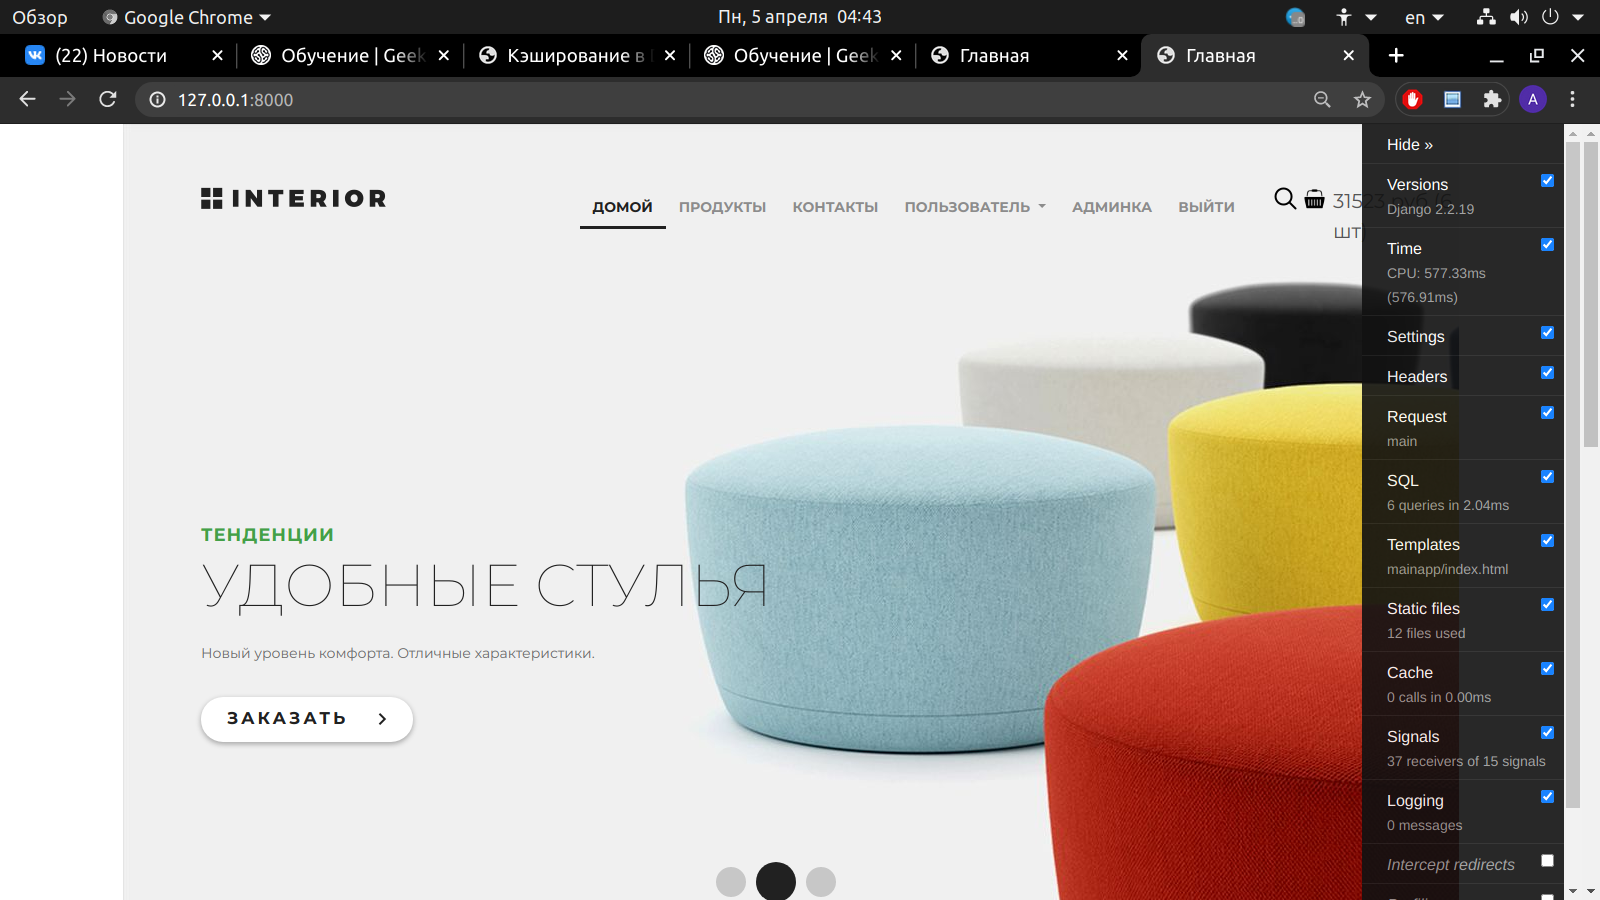 Обзор
Google Chrome
Пн, 5 апреля 04:43
en
(22) Новости
Обучение | Geek
Кэширование в
Обучение | Geek
Главная
Главная
127.0.0.1:8000
A
INTERIOR
ДОМОЙ
ПРОДУКТЫ
КОНТАКТЫ
ПОЛЬЗОВАТЕЛЬ
АДМИНКА
ВЫЙТИ
31523 руб (6
шт)
ТЕНДЕНЦИИ
УДОБНЫЕ СТУЛЬЯ
Новый уровень комфорта. Отличные характеристики.
ЗАКАЗАТЬ
Hide »
Versions
Django 2.2.19
Time
CPU: 577.33ms
(576.91ms)
Settings
Headers
Request
main
SQL
6 queries in 2.04ms
Templates
mainapp/index.html
Static files
12 files used
Cache
0 calls in 0.00ms
Signals
37 receivers of 15 signals
Logging
0 messages
Intercept redirects